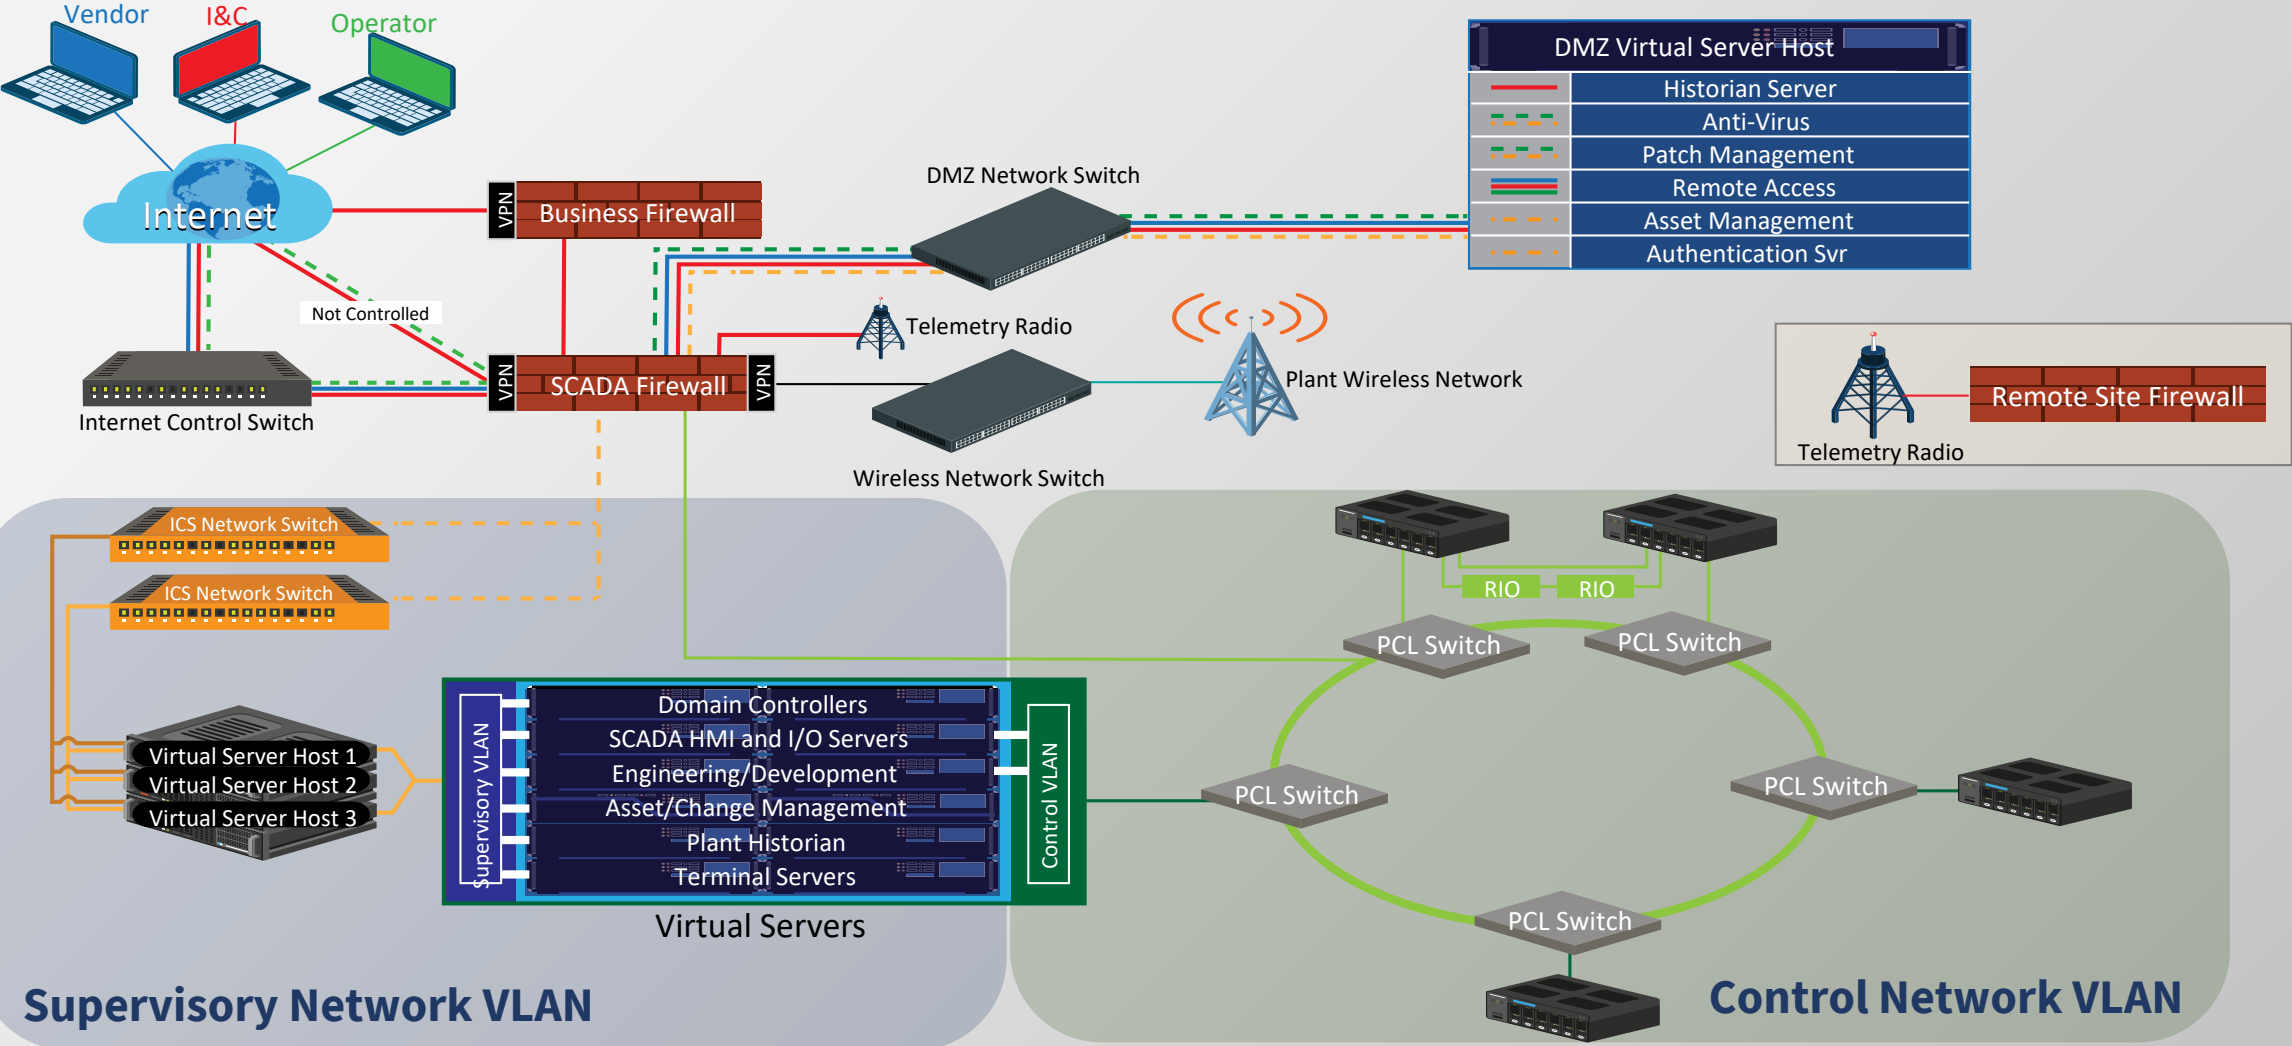 Vendor
I&C
Operator
Internet
VPN
Business Firewall
DMZ Network Switch
DMZ Virtual Server Host
Historian Server
Anti-Virus
Patch Management
Remote Access
Asset Management
Authentication Svr
Not Controlled
Internet Control Switch
VPN
SCADA Firewall
VPN
Telemetry Radio
Wireless Network Switch
Plant Wireless Network
Telemetry Radio
Remote Site Firewall
ICS Network Switch
ICS Network Switch
Virtual Server Host 1
Virtual Server Host 2
Virtual Server Host 3
Supervisory VLAN
Domain Controllers
SCADA HMI and I/O Servers
Engineering/Development
Asset/Change Management
Plant Historian
Terminal Servers
Control VLAN
Virtual Servers
Supervisory Network VLAN
RIO
RIO
PCL Switch
PCL Switch
PCL Switch
PCL Switch
PCL Switch
Control Network VLAN